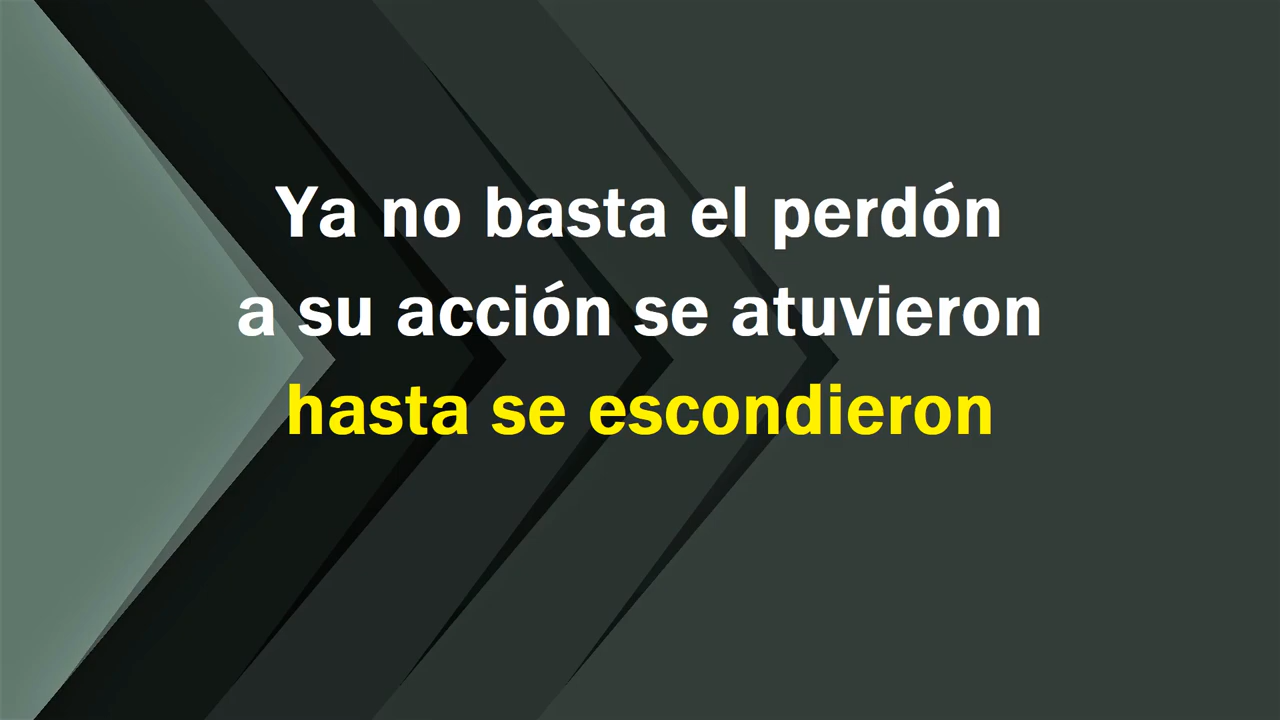 Ya no basta el perdón
a su acción se atuvieron
hasta se escondieron